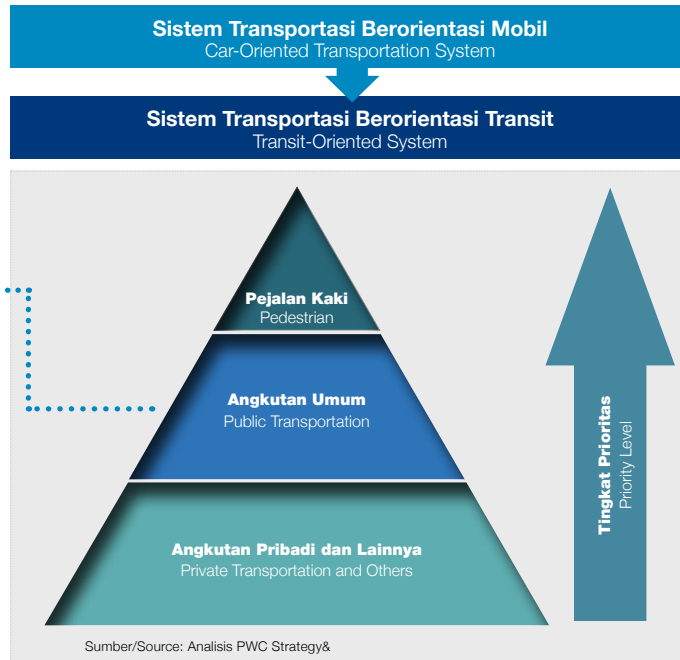 Sistem Transportasi Berorientasi Mobil
Car-Oriented Transportation System
Sistem Transportasi Berorientasi Transit
Transit-Oriented System
Pejalan Kaki
Pedestrian
Angkutan Umum
Public Transportation
Angkutan Pribadi dan Lainnya
Private Transportation and Others
Tingkat Prioritas
Priority Level
Sumber/Source: Analisis PWC Strategy&